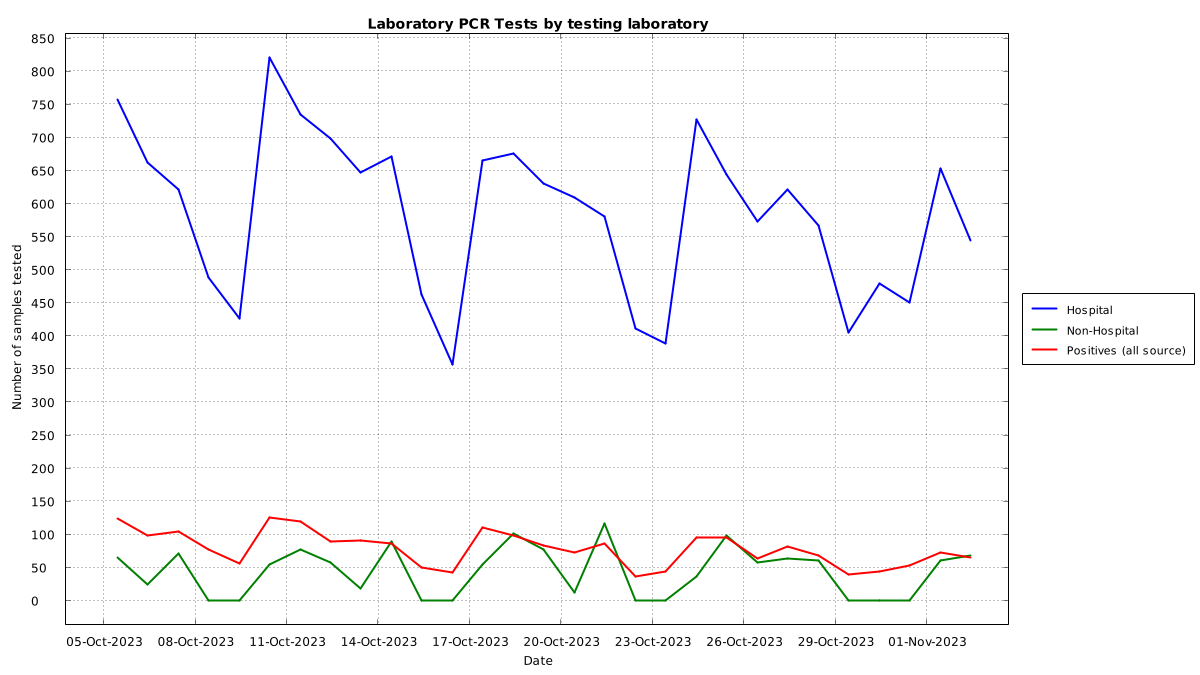 Laboratory PCR Tests by testing laboratory
850
800
750
700
650
600
550
500
450
400
350
300
250
200
150
100
50
0
Number of samples tested
05-Oct-2023 08-Oct-2023 11-Oct-2023 14-Oct-2023 17-Oct-2023 20-Oct-2023 23-Oct-2023 26-Oct-2023 29-Oct-2023 01-Nov-2023
Date
Hospital
Non-Hospital
Positives (all source)